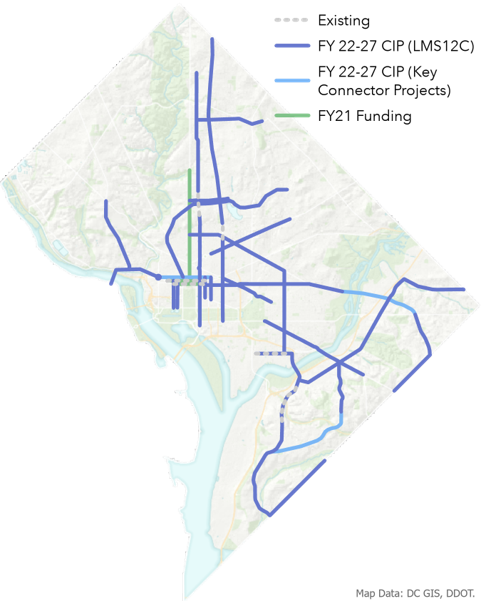 Existing
FY 22-27 CIP (LMS12C)
FY 22-27 CIP (Key
Connector Projects)
FY21 Funding
Map Data: DC GIS, DDOT.